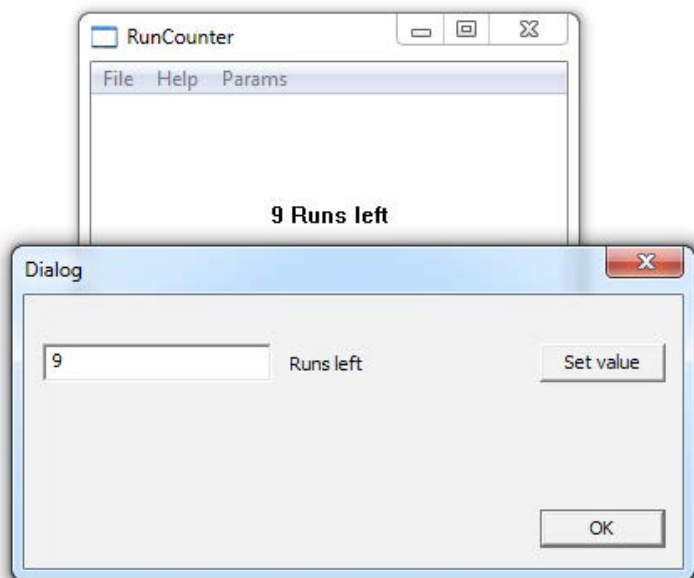 RunCounter
File Help Params
9 Runs left
Dialog
9 Runs left Set value
OK